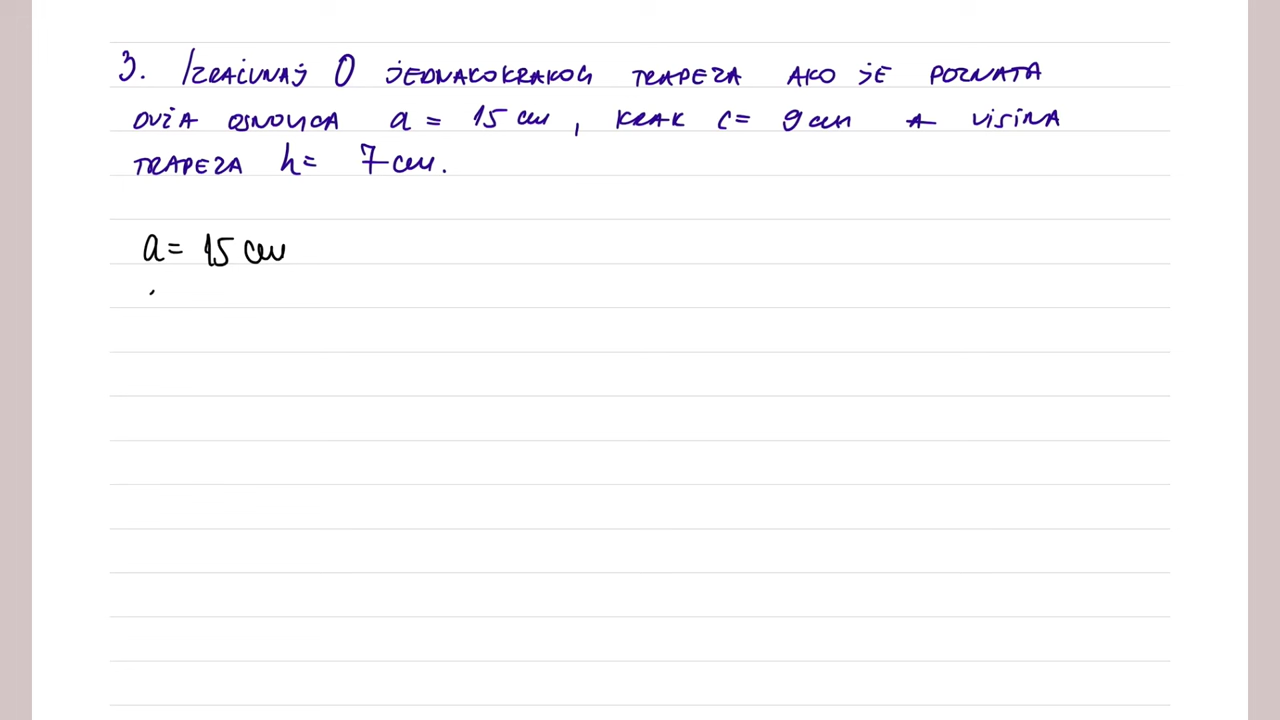 3. IZRAČUNAJ O JEDNAKOKRAKOG TRAPEZA AKO JE POZNATA
DUŽA OSNOVICA a = 15 cm, KRAK c = 9 cm A VISINA
TRAPEZA h = 7 cm.
a = 15 cm